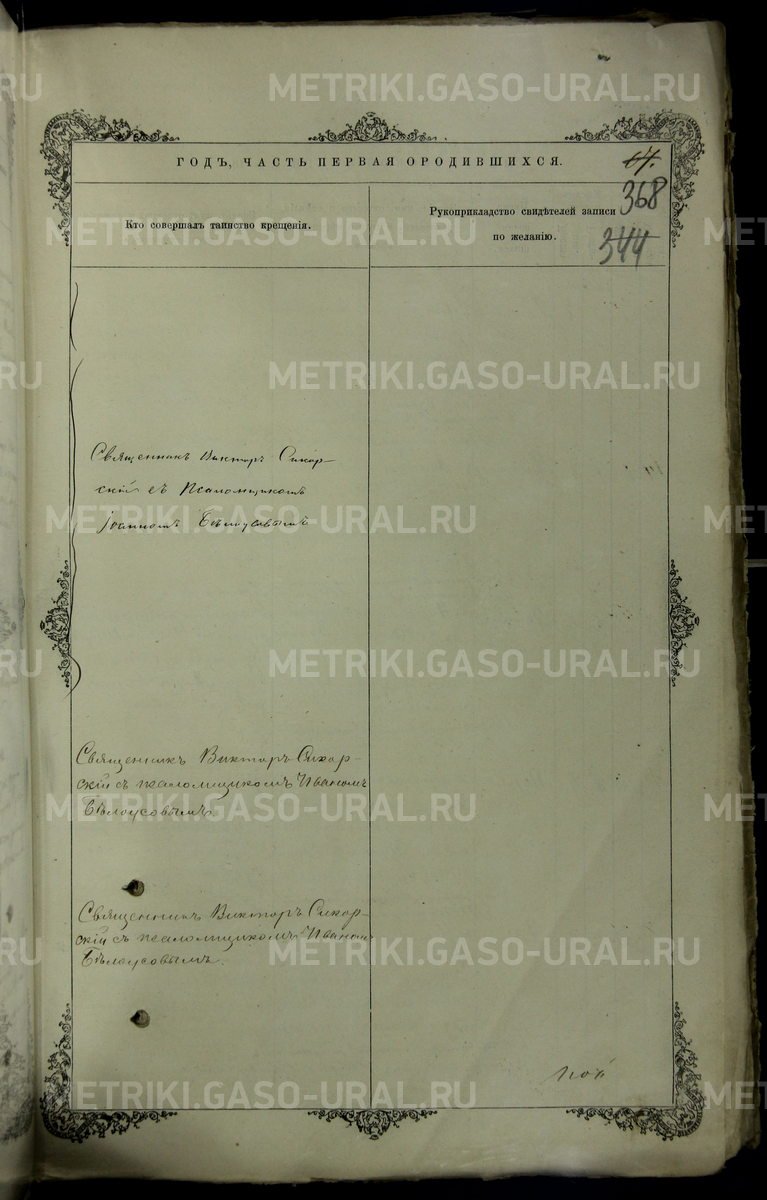 METRIKI.GASO-URAL.RU
ГОДЪ, ЧАСТЬ ПЕРВАЯ ОРОДИВШИХСЯ.
17
368
344
Кто совершалъ таинство крещенія.
Рукоприкладство свидѣтелей записи
по желанію.
Священникъ Викторъ Сикор-
скій съ Псаломщикомъ
Іоанномъ Бѣлоусовымъ
Священникъ Викторъ Сикор-
скій съ псаломщикомъ Иваномъ
Бѣлоусовымъ
Священникъ Викторъ Сикор-
скій съ псаломщикомъ Иваномъ
Бѣлоусовымъ.